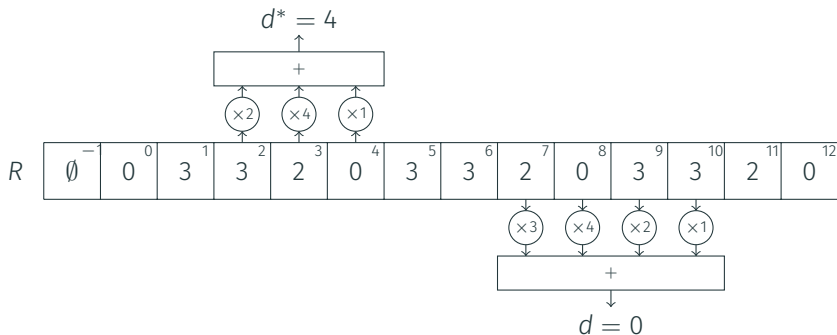 d* = 4
+
×2 ×4 ×1
-1 0 1 2 3 4 5 6 7 8 9 10 11 12
R ∅ 0 3 3 2 0 3 3 2 0 3 3 2 0
×3 ×4 ×2 ×1
+
d = 0